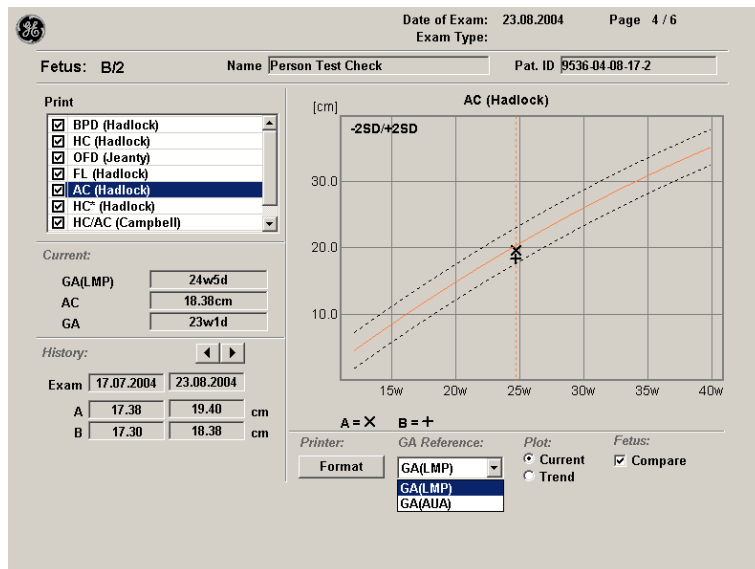 GE
Date of Exam: 23.08.2004 Page 4 / 6
Exam Type:
Fetus: B/2 Name Person Test Check Pat. ID 9536-04-08-17-2
Print
BPD (Hadlock)
HC (Hadlock)
OFD (Jeanty)
FL (Hadlock)
AC (Hadlock)
HC* (Hadlock)
HC/AC (Campbell)
Current:
GA(LMP) 24w5d
AC 18.38cm
GA 23w1d
History:
Exam 17.07.2004 23.08.2004
A 17.38 19.40 cm
B 17.30 18.38 cm
[cm] AC (Hadlock)
-2SD/+2SD
30.0
20.0
10.0
15w 20w 25w 30w 35w 40w
A = × B = +
Printer: GA Reference: Plot: Fetus:
Format GA(LMP) Current Compare
GA(LMP) Trend
GA(AUA)